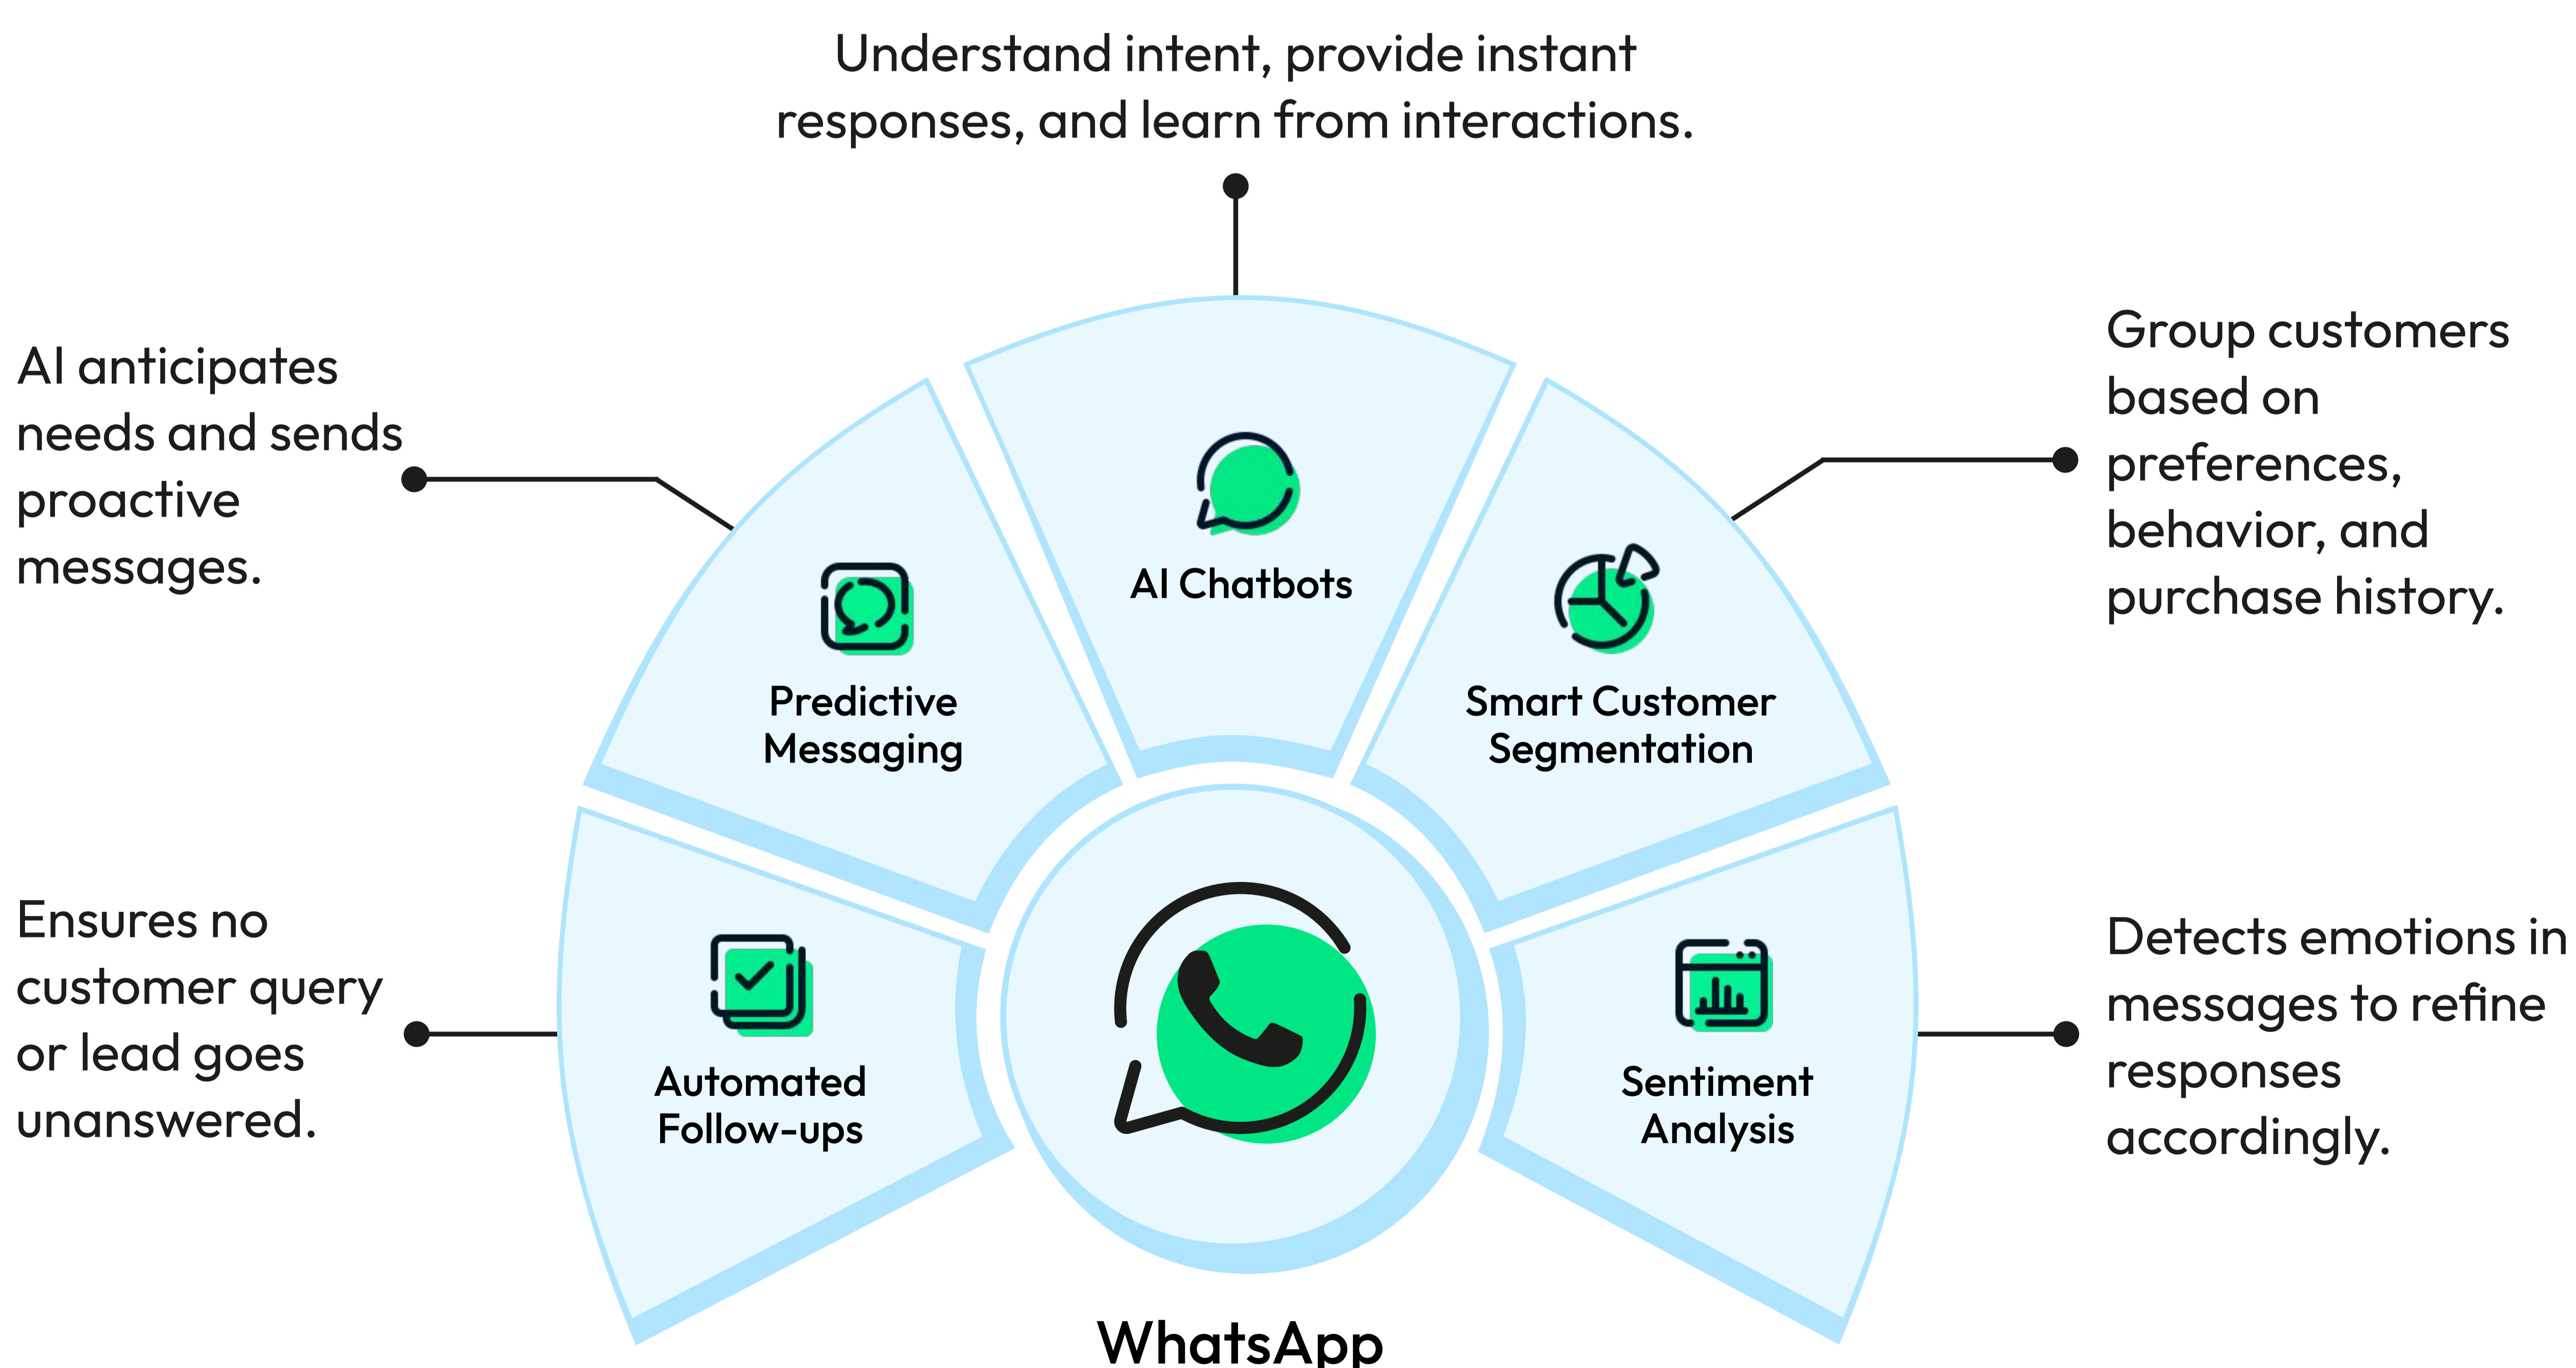 Understand intent, provide instant
responses, and learn from interactions.
AI anticipates
needs and sends
proactive
messages.
Group customers
based on
preferences,
behavior, and
purchase history.
AI Chatbots
Predictive
Messaging
Smart Customer
Segmentation
Ensures no
customer query
or lead goes
unanswered.
Automated
Follow-ups
Sentiment
Analysis
Detects emotions in
messages to refine
responses
accordingly.
WhatsApp